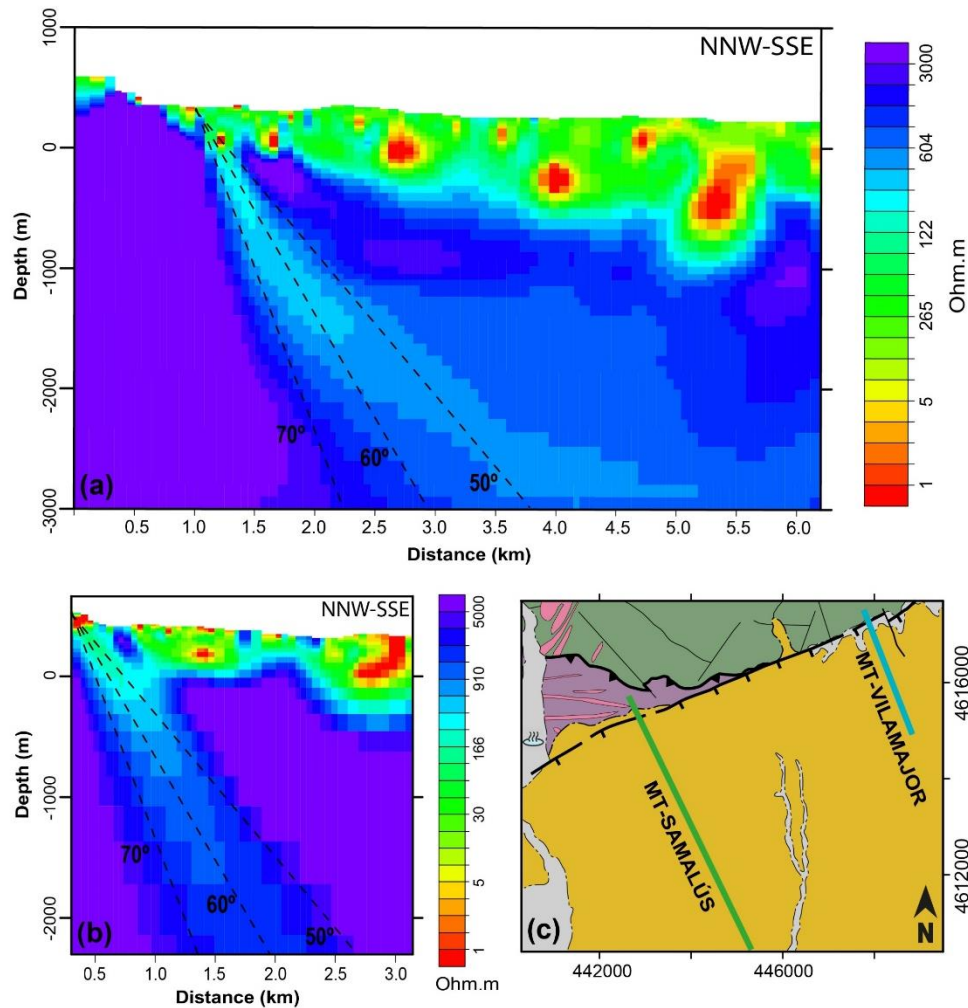 NNW-SSE
1000
0
-1000
-2000
-3000
Depth (m)
70º
60º
50º
(a)
0.5
1.0
1.5
2.0
2.5
3.0
3.5
4.0
4.5
5.0
5.5
6.0
Distance (km)
3000
604
122
265
5
1
Ohm.m
NNW-SSE
0
-1000
-2000
Depth (m)
70º
60º
50º
(b)
0.5
1.0
1.5
2.0
2.5
3.0
Distance (km)
5000
910
166
30
5
1
Ohm.m
MT-SAMALÚS
MT-VILAMAJOR
(c)
N
4616000
4612000
442000
446000